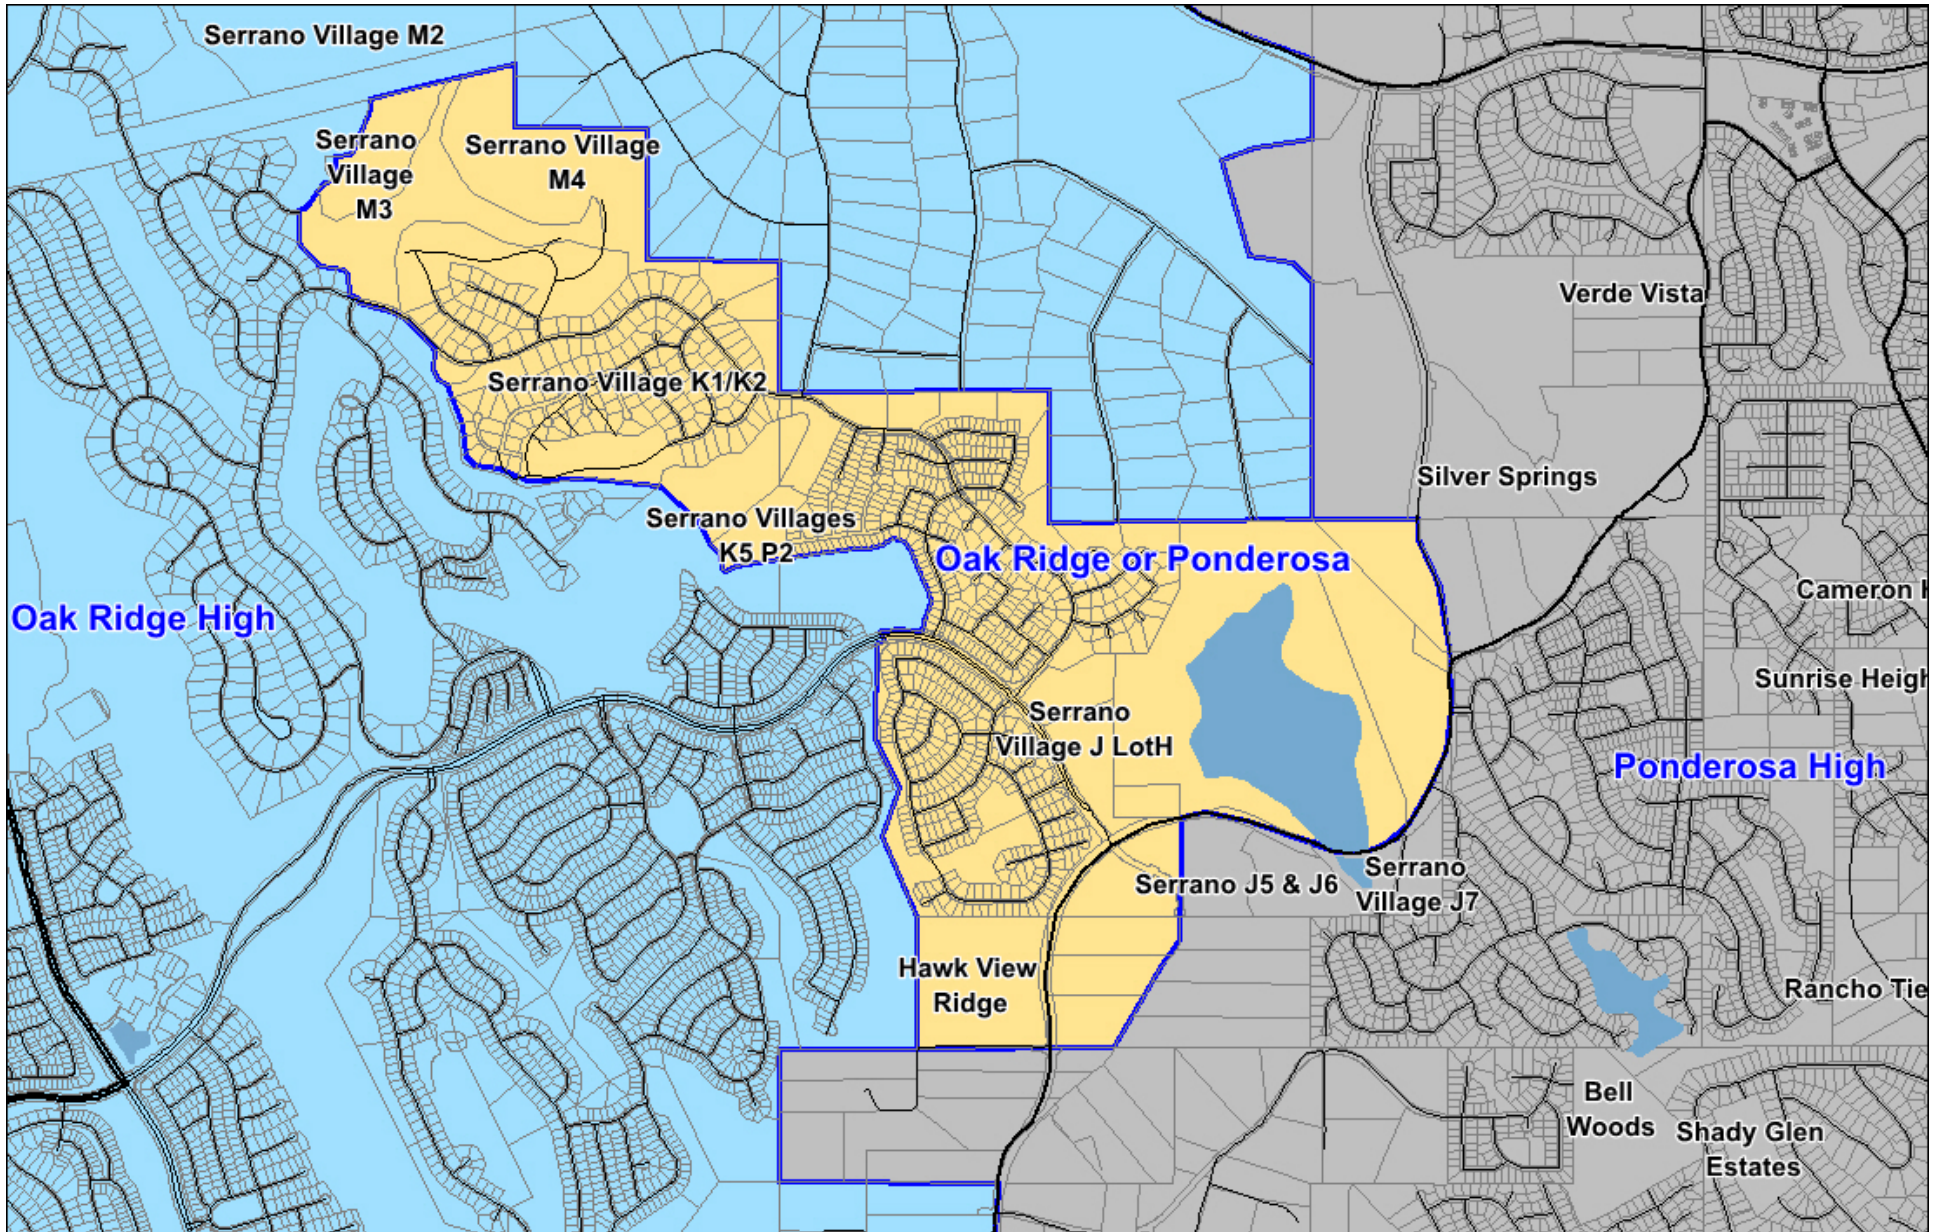 Serrano Village M2
Serrano
Village
M3
Serrano Village
M4
Verde Vista
Serrano Village K1/K2
Silver Springs
Serrano Villages
K5 P2
Oak Ridge or Ponderosa
Cameron
Oak Ridge High
Sunrise Heigh
Serrano
Village J LotH
Ponderosa High
Serrano J5 & J6
Serrano
Village J7
Hawk View
Ridge
Rancho Tie
Bell
Woods
Shady Glen
Estates